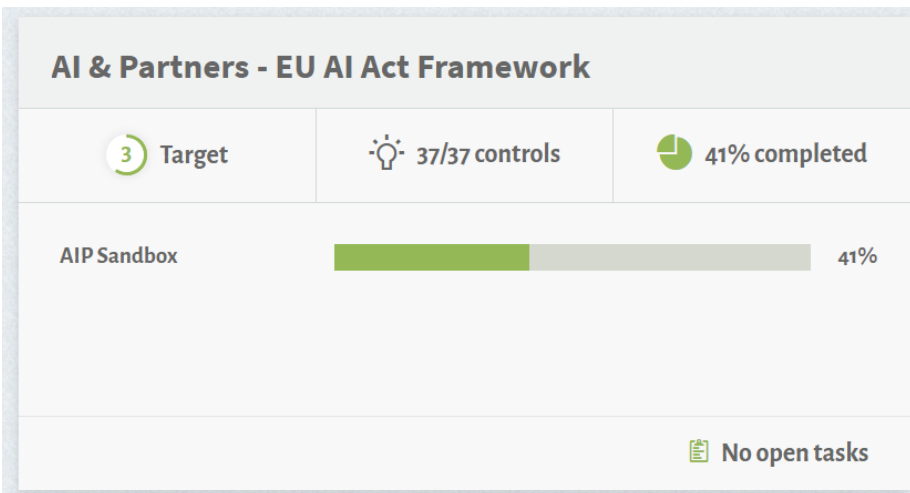 AI & Partners - EU AI Act Framework
3 Target
37/37 controls
41% completed
AIP Sandbox
41%
No open tasks